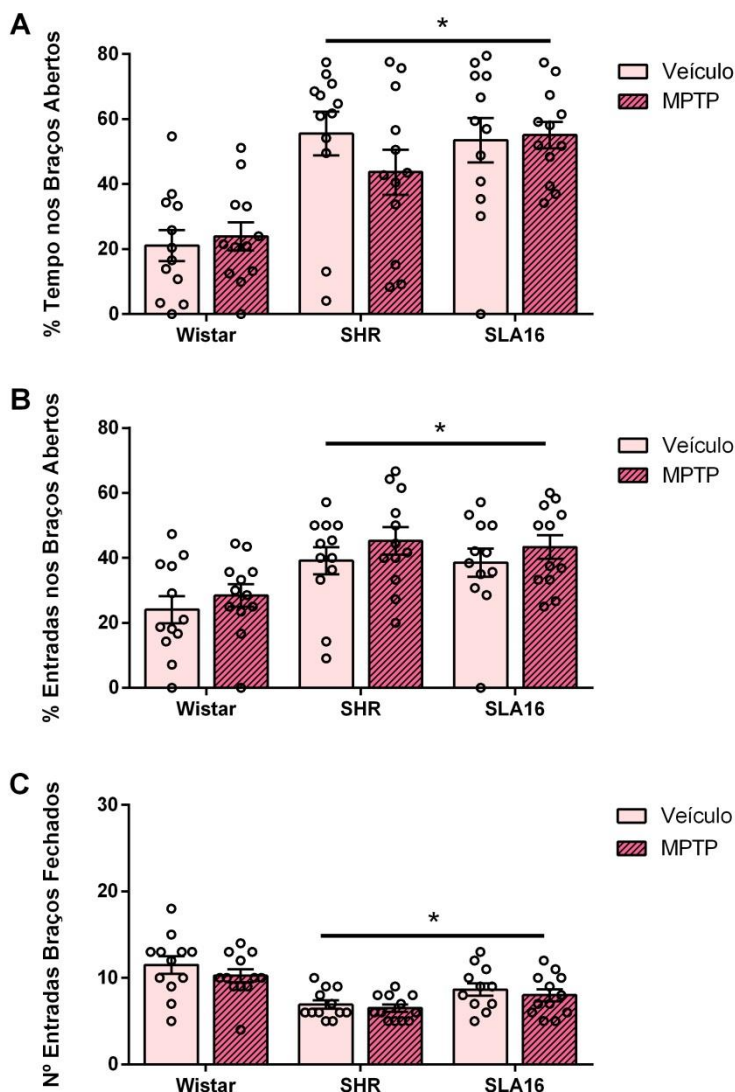 A
% Tempo nos Braços Abertos
80
60
40
20
0
*
Veículo
MPTP
Wistar
SHR
SLA16
B
% Entradas nos Braços Abertos
80
60
40
20
0
*
Veículo
MPTP
Wistar
SHR
SLA16
C
Nº Entradas Braços Fechados
30
20
10
0
*
Veículo
MPTP
Wistar
SHR
SLA16